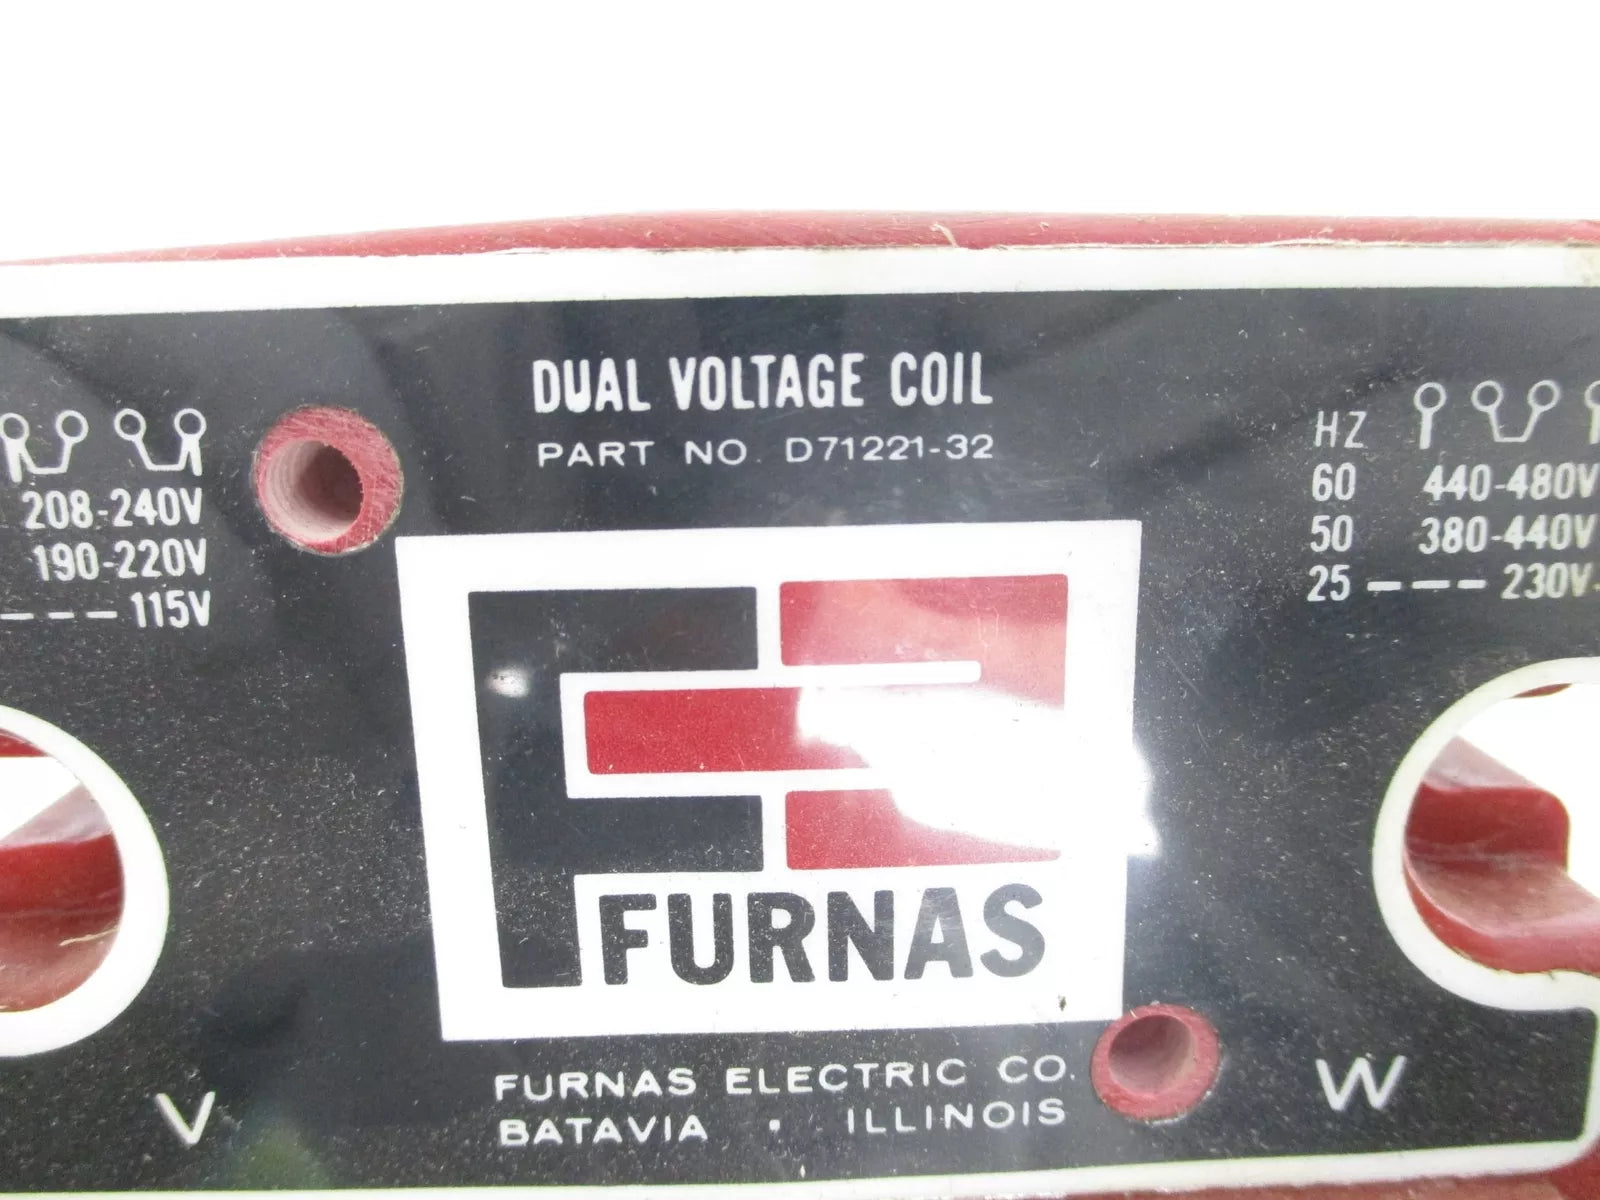 DUAL VOLTAGE COIL
PART NO. D71221-32
208-240V
190-220V
--- 115V
HZ
60 440-480V
50 380-440V
25 --- 230V-
FURNAS
FURNAS ELECTRIC CO.
BATAVIA · ILLINOIS
V
W